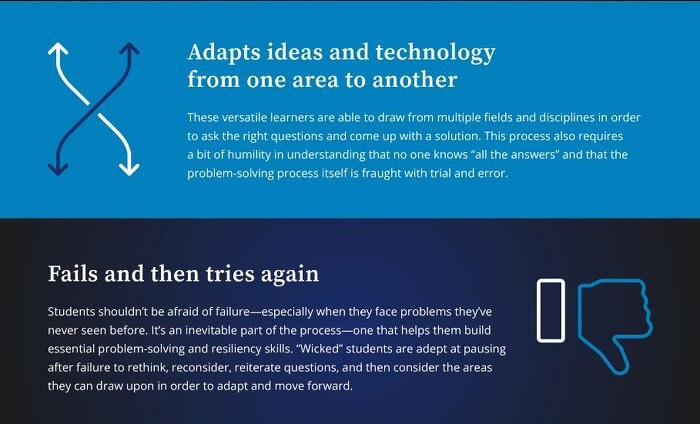 Adapts ideas and technology
from one area to another
These versatile learners are able to draw from multiple fields and disciplines in order
to ask the right questions and come up with a solution. This process also requires
a bit of humility in understanding that no one knows “all the answers” and that the
problem-solving process itself is fraught with trial and error.
Fails and then tries again
Students shouldn’t be afraid of failure—especially when they face problems they’ve
never seen before. It’s an inevitable part of the process—one that helps them build
essential problem-solving and resiliency skills. “Wicked” students are adept at pausing
after failure to rethink, reconsider, reiterate questions, and then consider the areas
they can draw upon in order to adapt and move forward.